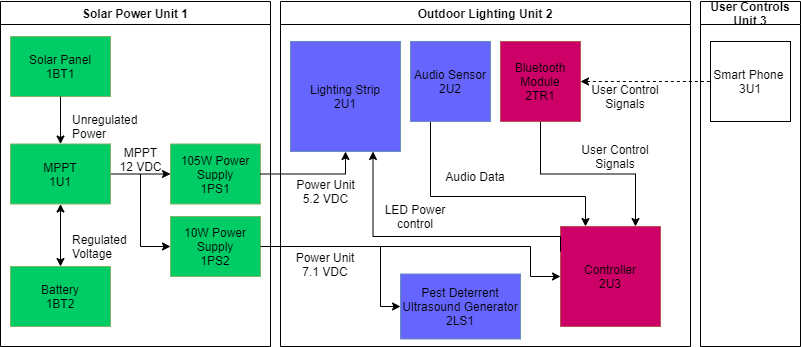 Solar Power Unit 1
Outdoor Lighting Unit 2
User Controls
Unit 3
Solar Panel
1BT1
Unregulated
Power
MPPT
1U1
MPPT
12 VDC
Regulated
Voltage
Battery
1BT2
105W Power
Supply
1PS1
10W Power
Supply
1PS2
Power Unit
5.2 VDC
Power Unit
7.1 VDC
Lighting Strip
2U1
Audio Sensor
2U2
Bluetooth
Module
2TR1
User Control
Signals
Smart Phone
3U1
User Control
Signals
Audio Data
LED Power
control
Controller
2U3
Pest Deterrent
Ultrasound Generator
2LS1